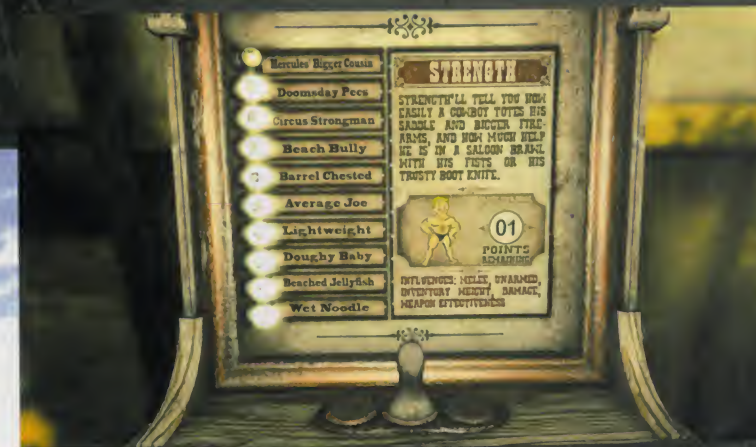 Hercules' Bigger Cousin
Doomsday Pecs
Circus Strongman
Beach Bully
Barrel Chested
Average Joe
Lightweight
Doughy Baby
Beached Jellyfish
Wet Noodle
STRENGTH
STRENGTH'LL TELL YOU HOW
EASILY A COWBOY TOTES HIS
SADDLE AND BIGGER FIRE-
ARMS, AND HOW MUCH HELP
HE IS IN A SALOON BRAWL
WITH HIS FISTS OR HIS
TRUSTY BOOT KNIFE.
01
POINTS
REMAINING
INFLUENCES: MELEE, UNARMED,
INVENTORY WEIGHT, DAMAGE,
WEAPON EFFECTIVENESS